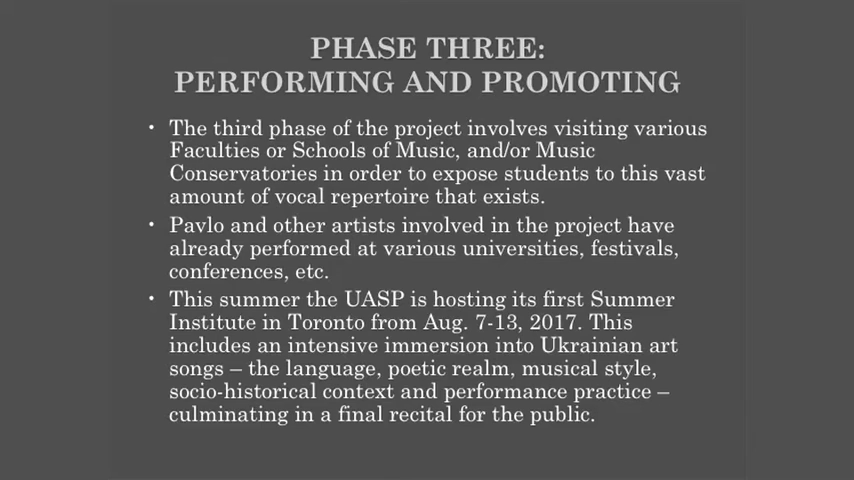 PHASE THREE:
PERFORMING AND PROMOTING
• The third phase of the project involves visiting various
Faculties or Schools of Music, and/or Music
Conservatories in order to expose students to this vast
amount of vocal repertoire that exists.
• Pavlo and other artists involved in the project have
already performed at various universities, festivals,
conferences, etc.
• This summer the UASP is hosting its first Summer
Institute in Toronto from Aug. 7-13, 2017. This
includes an intensive immersion into Ukrainian art
songs – the language, poetic realm, musical style,
socio-historical context and performance practice –
culminating in a final recital for the public.